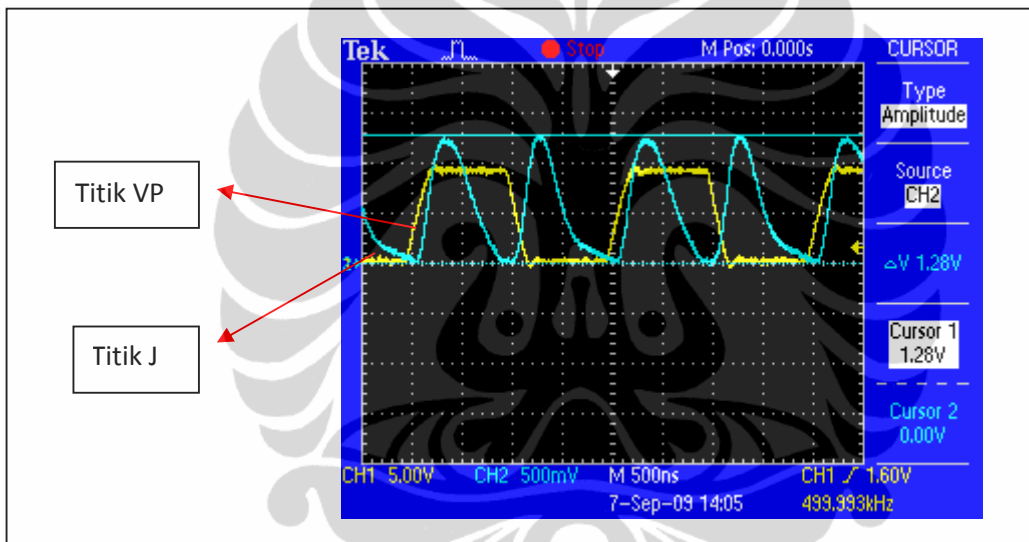 Tek Stop M Pos: 0.000s CURSOR
Type
Amplitude
Titik VP
Source
CH2
△V 1.28V
Titik J
Cursor 1
1.28V
Cursor 2
0.00V
CH1 5.00V CH2 500mV M 500ns CH1 / 1.60V
7-Sep-09 14:05 499.993kHz